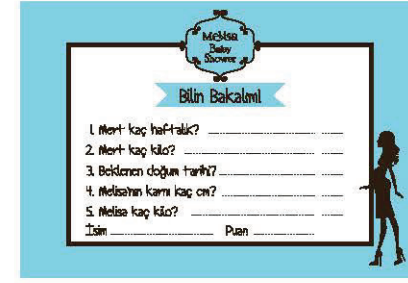 Melisa
Baby
Shower
Bilin Bakalım!
1. Mert kaç haftalık?
2. Mert kaç kilo?
3. Beklenen doğum tarihi?
4. Melisa'nın karnı kaç cm?
5. Melisa kaç kilo?
İsim Puan